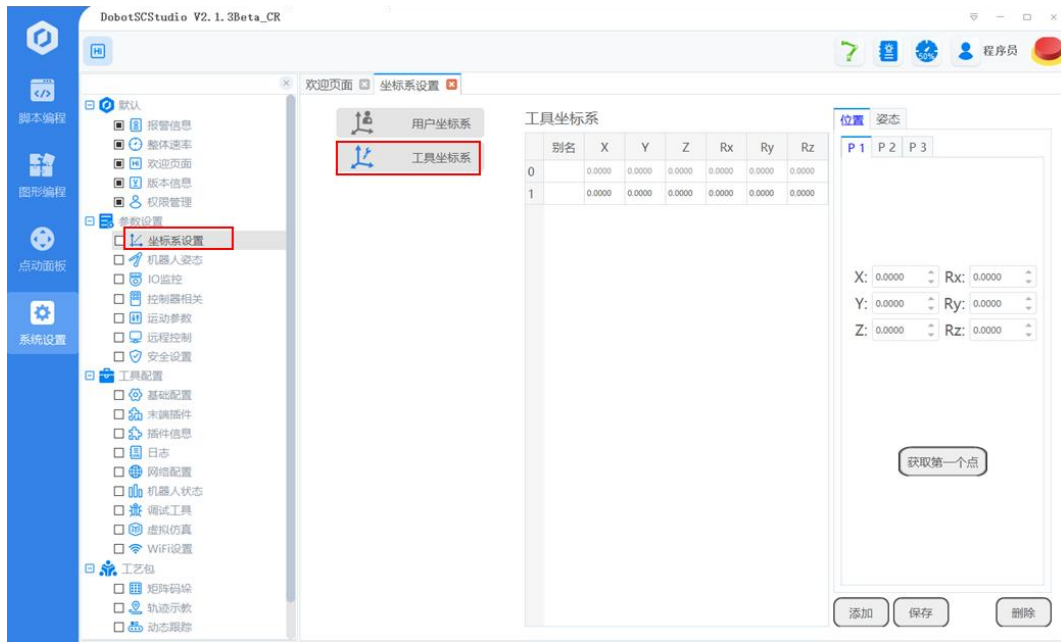 DobotSCStudio V2.1.3Beta_CR
Hi
50%
程序员
脚本编程
图形编程
点动面板
系统设置
默认
报警信息
整体速率
欢迎页面
版本信息
权限管理
参数设置
坐标系设置
机器人姿态
IO监控
控制器相关
运动参数
远程控制
安全设置
工具配置
基础配置
末端插件
插件信息
日志
网络配置
机器人状态
调试工具
虚拟仿真
WiFi设置
工艺包
矩阵码垛
轨迹示教
动态跟踪
欢迎页面 坐标系设置
用户坐标系
工具坐标系
工具坐标系
别名 X Y Z Rx Ry Rz
0 0.0000 0.0000 0.0000 0.0000 0.0000 0.0000
1 0.0000 0.0000 0.0000 0.0000 0.0000 0.0000
位置 姿态
P 1 P 2 P 3
X: 0.0000 Rx: 0.0000
Y: 0.0000 Ry: 0.0000
Z: 0.0000 Rz: 0.0000
获取第一个点
添加 保存 删除